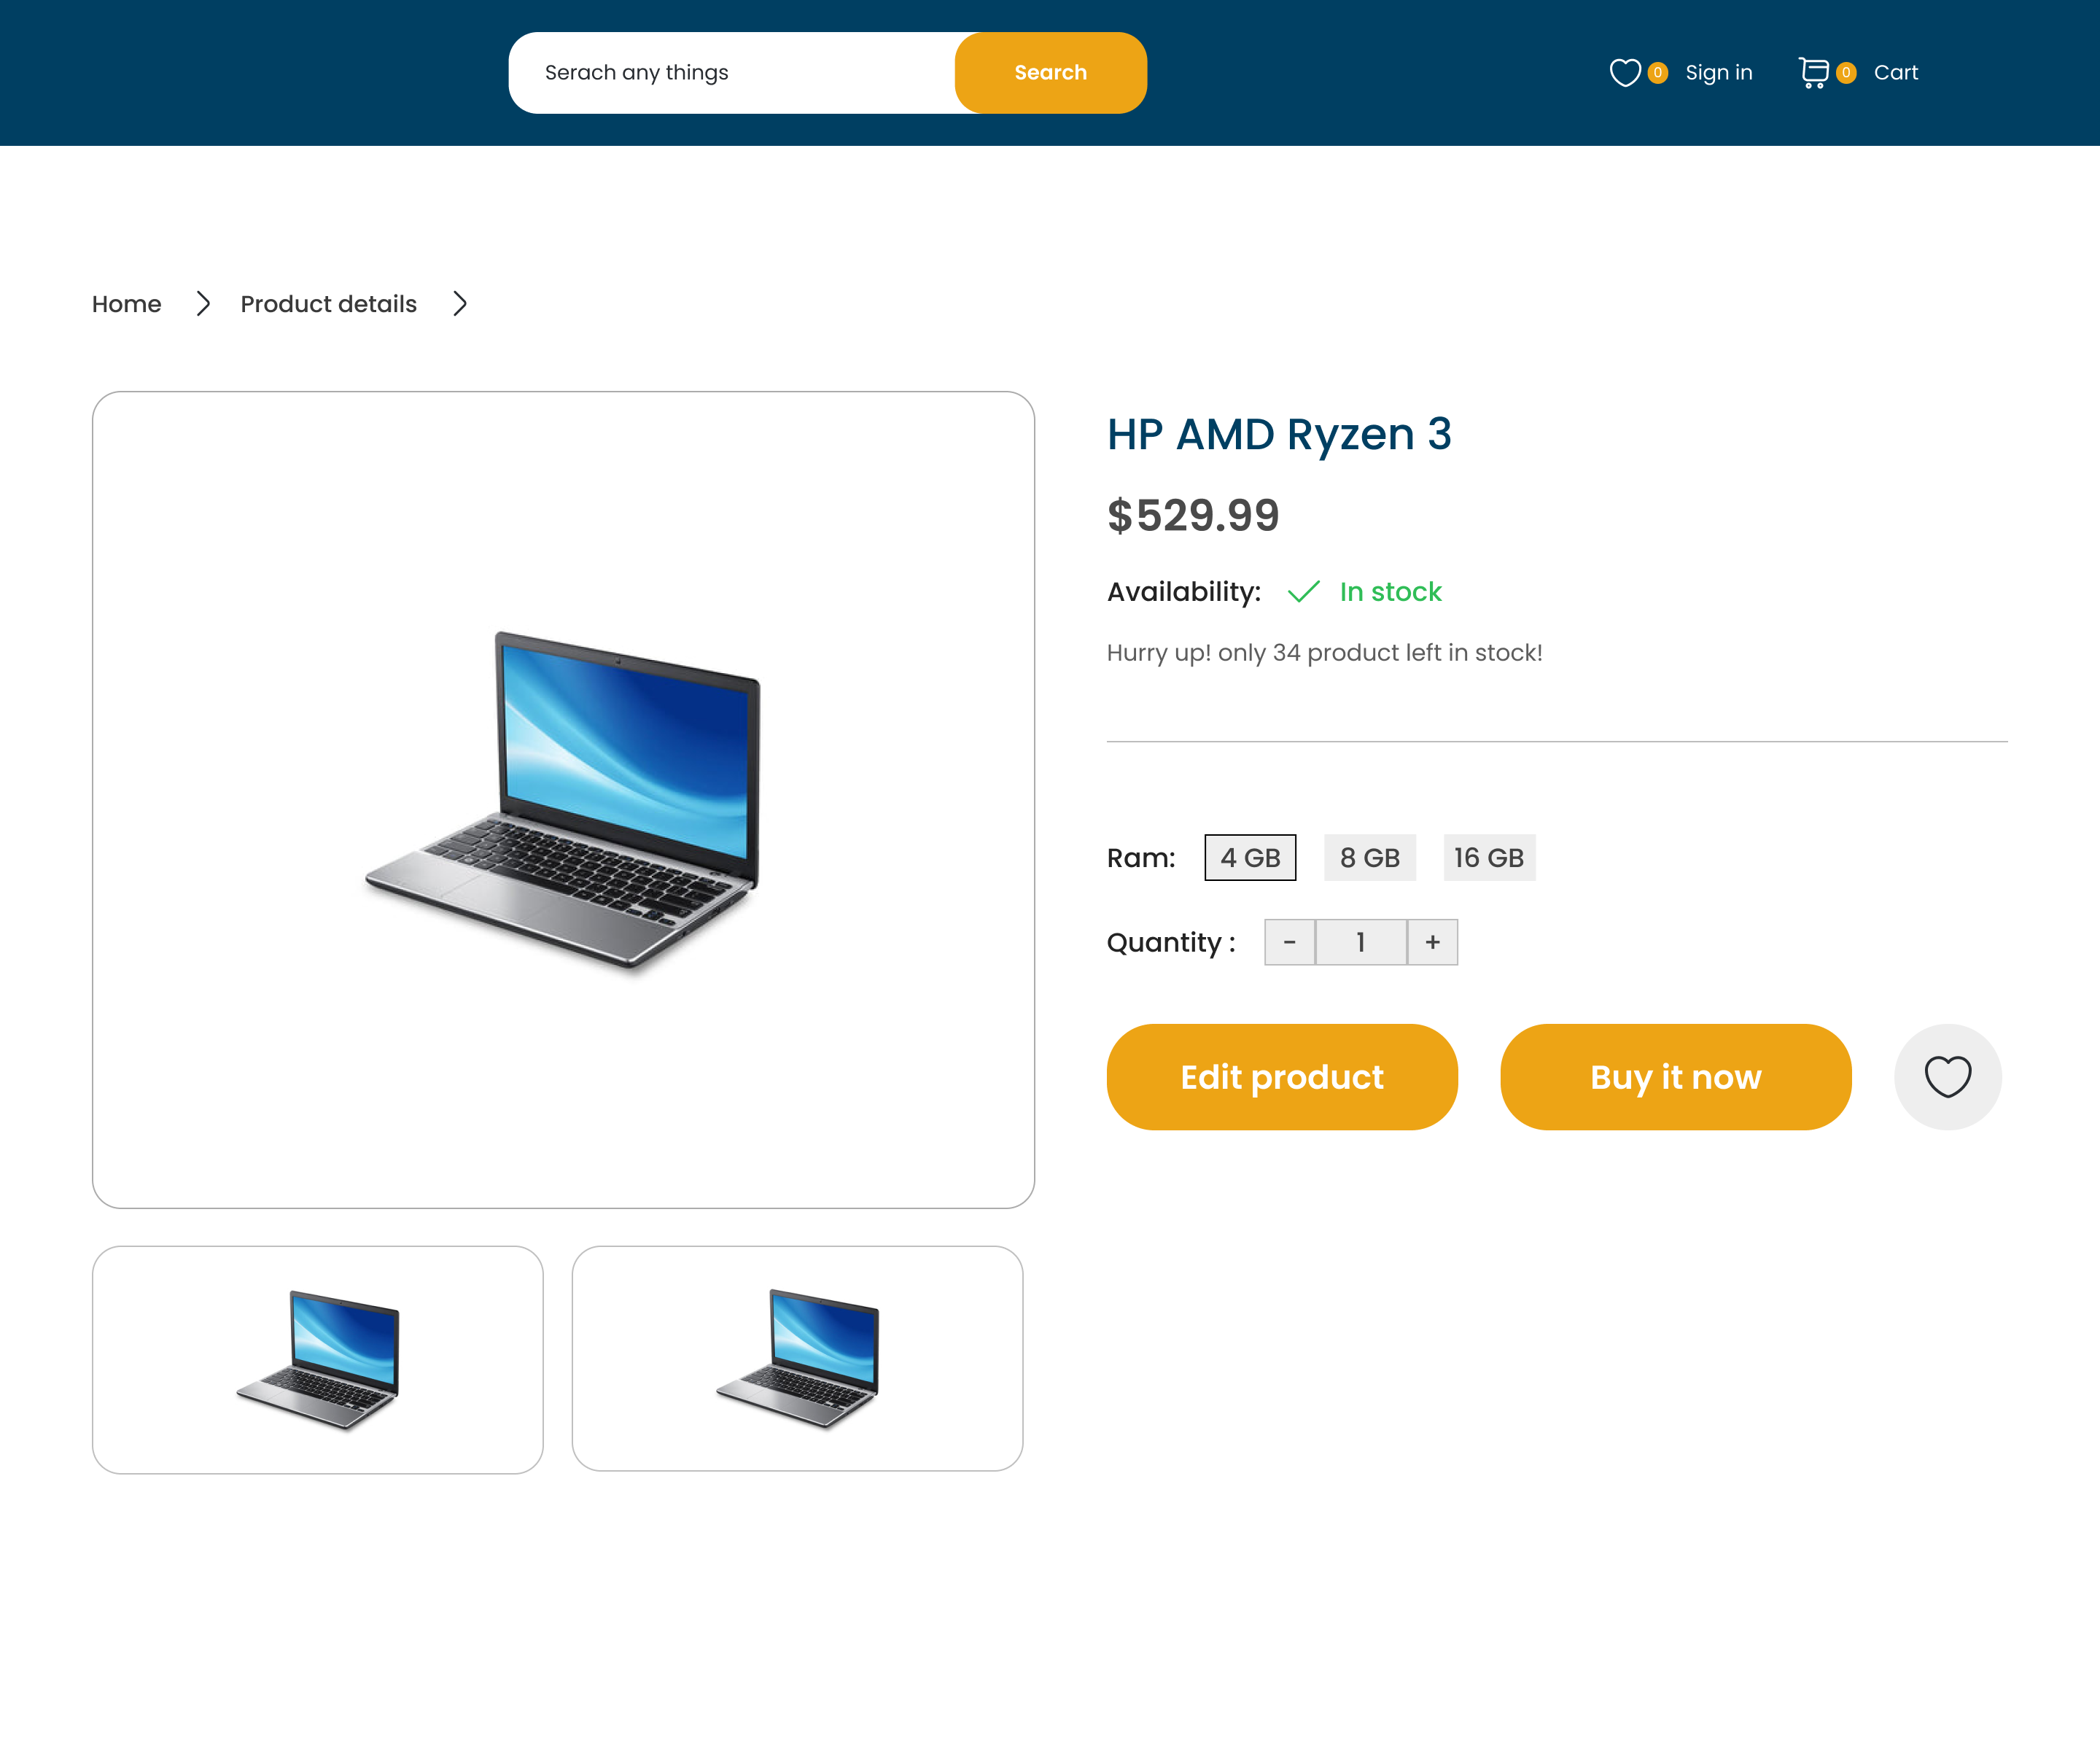 Serach any things
Search
0 Sign in
0 Cart
Home
Product details
HP AMD Ryzen 3
$529.99
Availability: In stock
Hurry up! only 34 product left in stock!
Ram: 4 GB 8 GB 16 GB
Quantity : - 1 +
Edit product
Buy it now